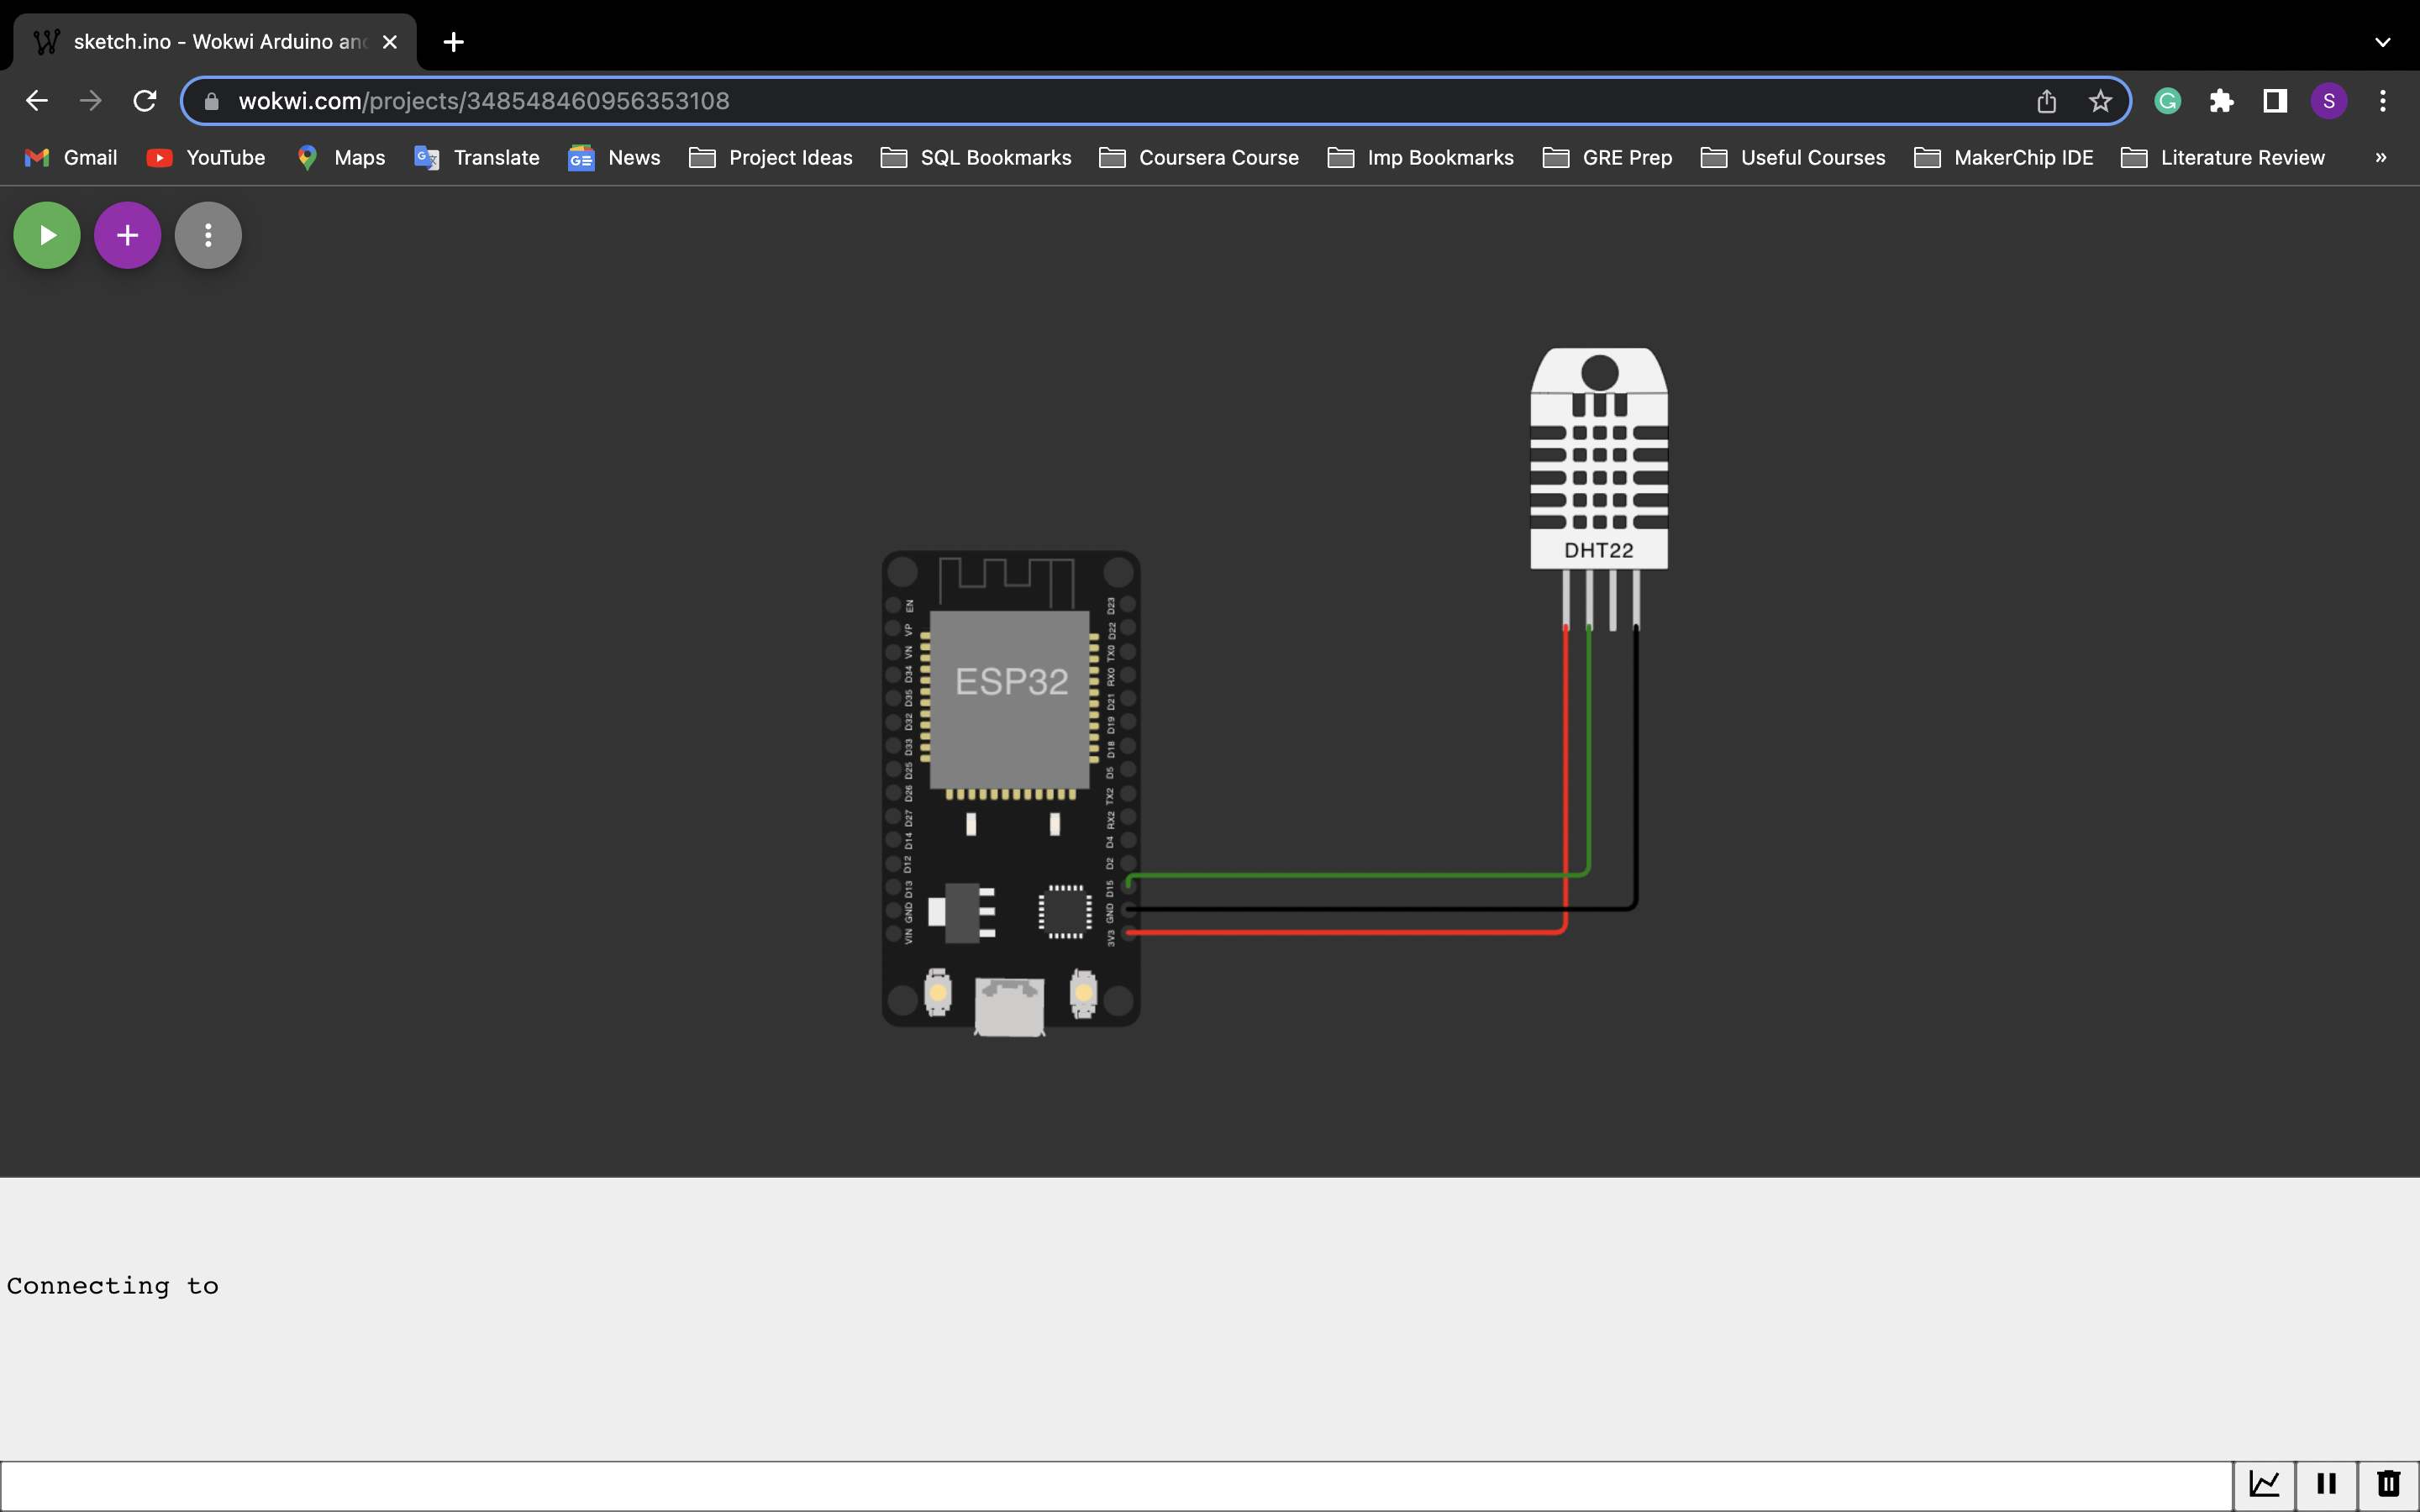 sketch.ino - Wokwi Arduino and
wokwi.com/projects/348548460956353108
G
S
Gmail
YouTube
Maps
Translate
News
Project Ideas
SQL Bookmarks
Coursera Course
Imp Bookmarks
GRE Prep
Useful Courses
MakerChip IDE
Literature Review
»
DHT22
ESP32
EN
VP
VN
D34
D35
D32
D33
D25
D26
D27
D14
D12
D13
GND
VIN
D23
D22
TX0
RX0
D21
D19
D18
D5
TX2
RX2
D4
D2
D15
GND
3V3
Connecting to